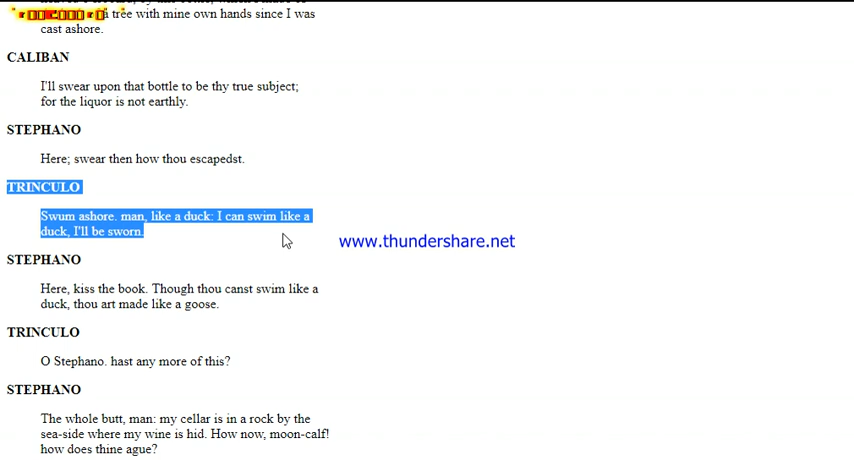 a tree with mine own hands since I was
cast ashore.
CALIBAN
I'll swear upon that bottle to be thy true subject;
for the liquor is not earthly.
STEPHANO
Here; swear then how thou escapedst.
TRINCULO
Swum ashore. man, like a duck: I can swim like a
duck, I'll be sworn.
www.thundershare.net
STEPHANO
Here, kiss the book. Though thou canst swim like a
duck, thou art made like a goose.
TRINCULO
O Stephano. hast any more of this?
STEPHANO
The whole butt, man: my cellar is in a rock by the
sea-side where my wine is hid. How now, moon-calf!
how does thine ague?